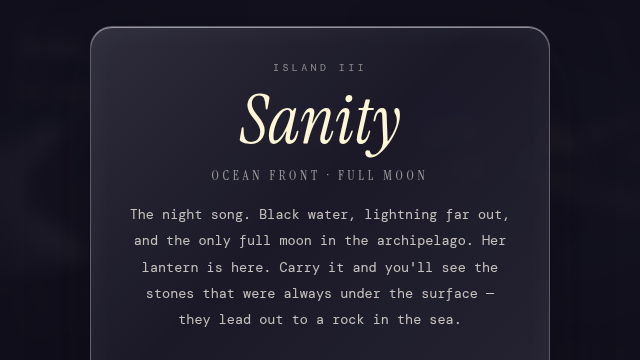 ISLAND III
Sanity
OCEAN FRONT · FULL MOON
The night song. Black water, lightning far out,
and the only full moon in the archipelago. Her
lantern is here. Carry it and you'll see the
stones that were always under the surface —
they lead out to a rock in the sea.